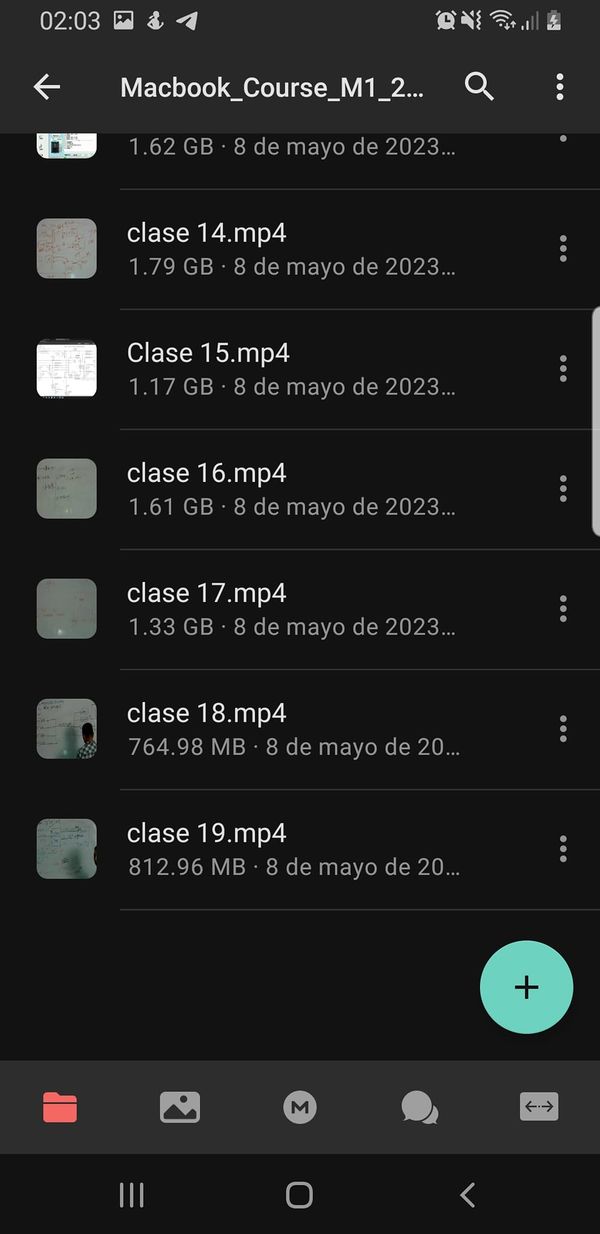 02:03
Macbook_Course_M1_2...
1.62 GB · 8 de mayo de 2023...
clase 14.mp4
1.79 GB · 8 de mayo de 2023...
Clase 15.mp4
1.17 GB · 8 de mayo de 2023...
clase 16.mp4
1.61 GB · 8 de mayo de 2023...
clase 17.mp4
1.33 GB · 8 de mayo de 2023...
clase 18.mp4
764.98 MB · 8 de mayo de 20...
clase 19.mp4
812.96 MB · 8 de mayo de 20...
M